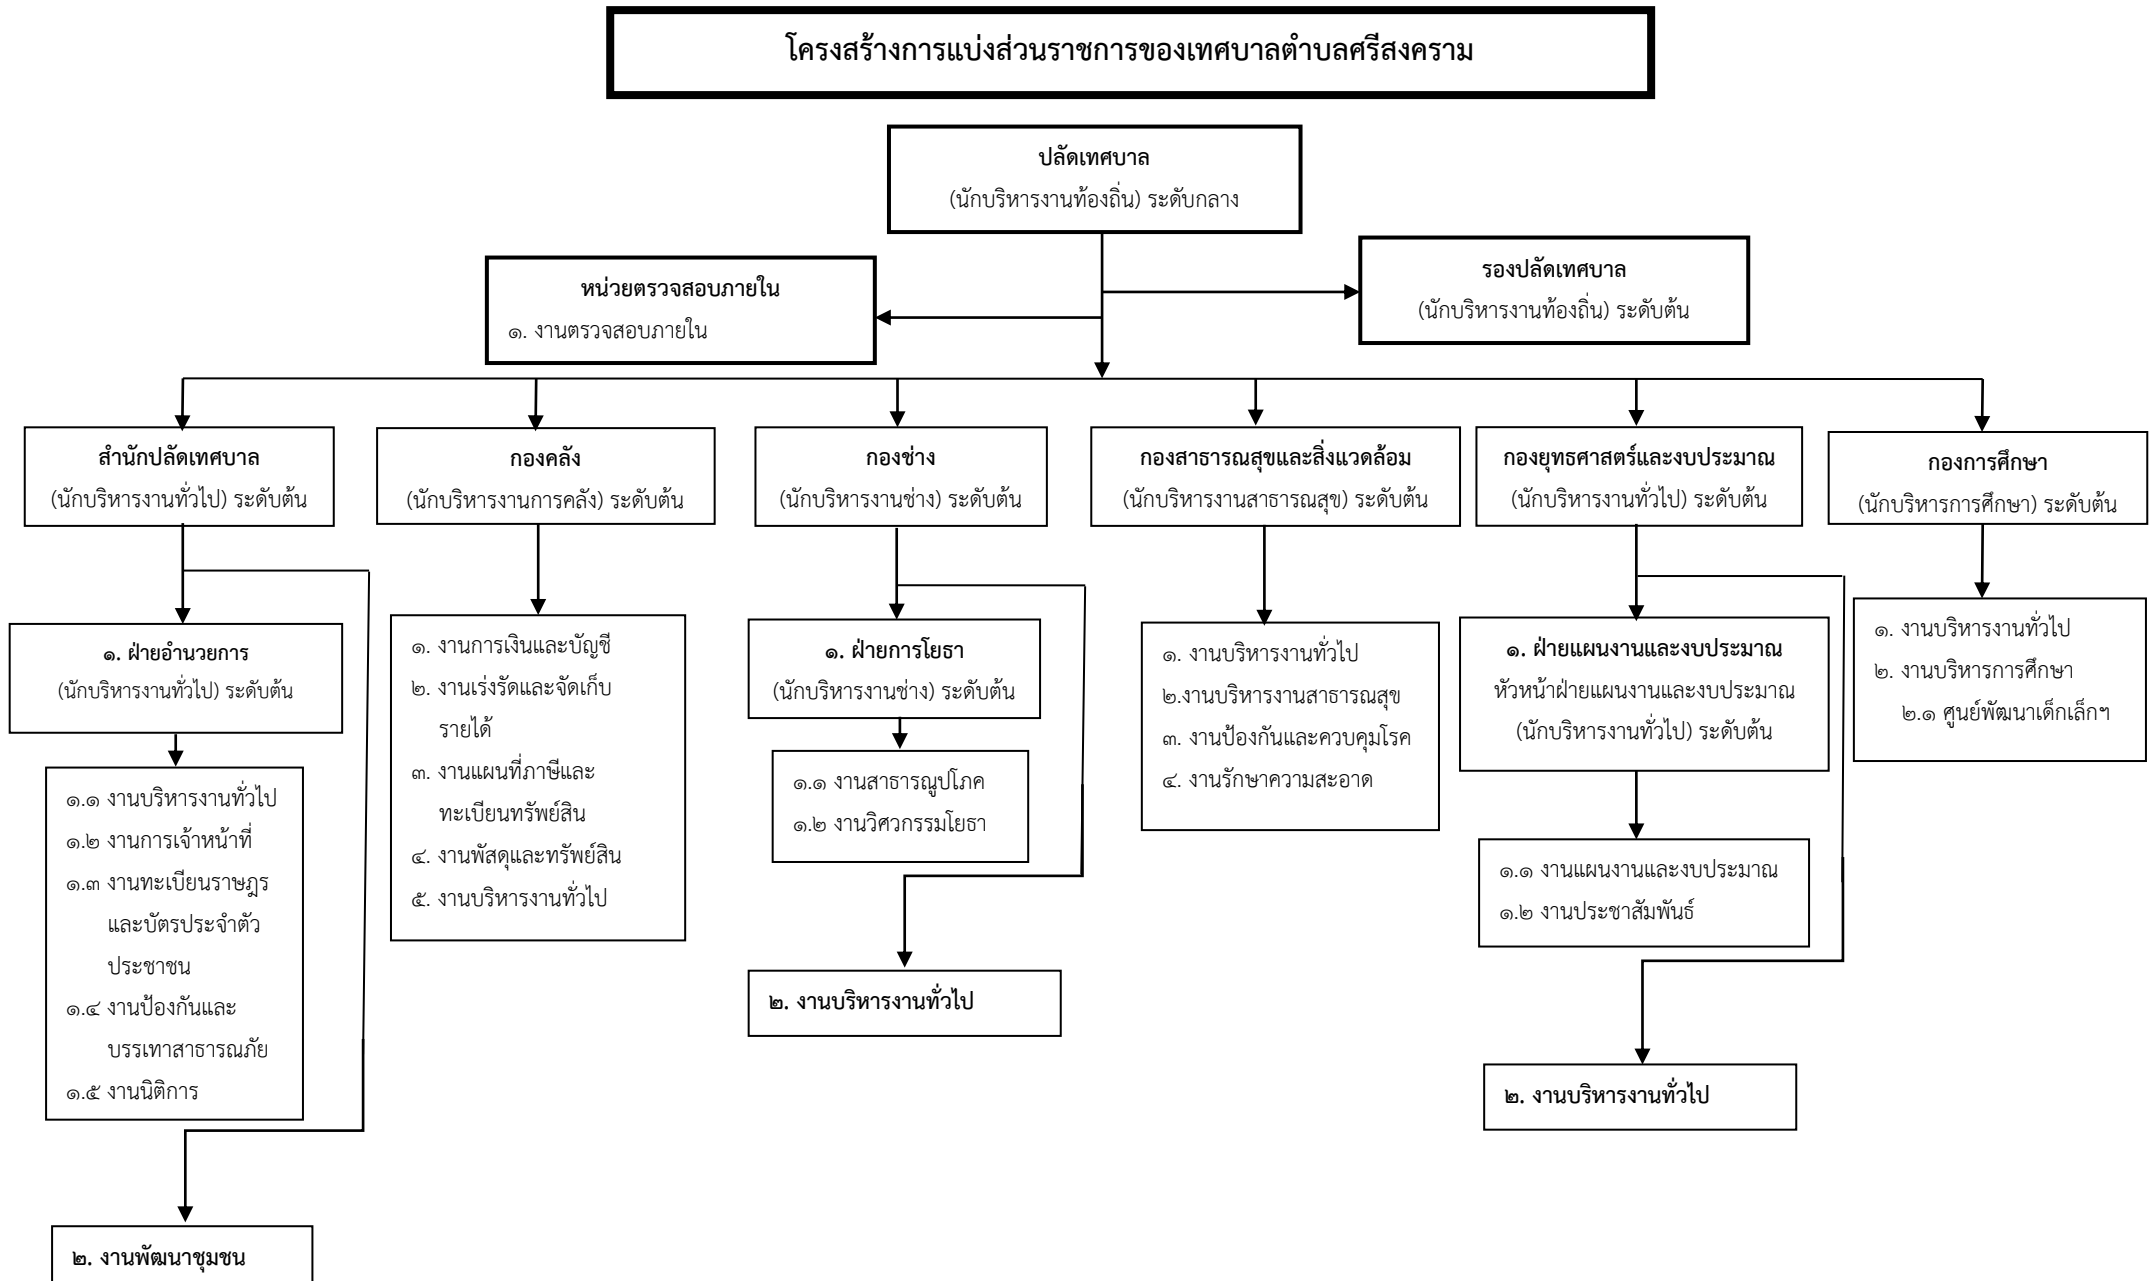 โครงสร้างการแบ่งส่วนราชการของเทศบาลตำบลศรีสงคราม
ปลัดเทศบาล
(นักบริหารงานท้องถิ่น) ระดับกลาง
หน่วยตรวจสอบภายใน
๑. งานตรวจสอบภายใน
รองปลัดเทศบาล
(นักบริหารงานท้องถิ่น) ระดับต้น
สำนักปลัดเทศบาล
(นักบริหารงานทั่วไป) ระดับต้น
กองคลัง
(นักบริหารงานการคลัง) ระดับต้น
กองช่าง
(นักบริหารงานช่าง) ระดับต้น
กองสาธารณสุขและสิ่งแวดล้อม
(นักบริหารงานสาธารณสุข) ระดับต้น
กองยุทธศาสตร์และงบประมาณ
(นักบริหารงานทั่วไป) ระดับต้น
กองการศึกษา
(นักบริหารการศึกษา) ระดับต้น
๑. ฝ่ายอำนวยการ
(นักบริหารงานทั่วไป) ระดับต้น
๑.๑ งานบริหารงานทั่วไป
๑.๒ งานการเจ้าหน้าที่
๑.๓ งานทะเบียนราษฎร
และบัตรประจำตัว
ประชาชน
๑.๔ งานป้องกันและ
บรรเทาสาธารณภัย
๑.๕ งานนิติการ
๒. งานพัฒนาชุมชน
๑. งานการเงินและบัญชี
๒. งานเร่งรัดและจัดเก็บ
รายได้
๓. งานแผนที่ภาษีและ
ทะเบียนทรัพย์สิน
๔. งานพัสดุและทรัพย์สิน
๕. งานบริหารงานทั่วไป
๑. ฝ่ายการโยธา
(นักบริหารงานช่าง) ระดับต้น
๑.๑ งานสาธารณูปโภค
๑.๒ งานวิศวกรรมโยธา
๒. งานบริหารงานทั่วไป
๑. งานบริหารงานทั่วไป
๒.งานบริหารงานสาธารณสุข
๓. งานป้องกันและควบคุมโรค
๔. งานรักษาความสะอาด
๑. ฝ่ายแผนงานและงบประมาณ
หัวหน้าฝ่ายแผนงานและงบประมาณ
(นักบริหารงานทั่วไป) ระดับต้น
๑.๑ งานแผนงานและงบประมาณ
๑.๒ งานประชาสัมพันธ์
๒. งานบริหารงานทั่วไป
๑. งานบริหารงานทั่วไป
๒. งานบริหารการศึกษา
๒.๑ ศูนย์พัฒนาเด็กเล็กฯ